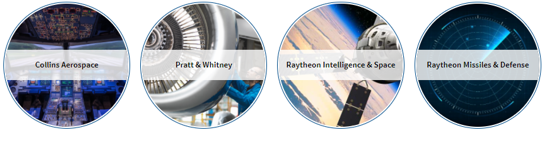 Collins Aerospace
Pratt & Whitney
Raytheon Intelligence & Space
Raytheon Missiles & Defense